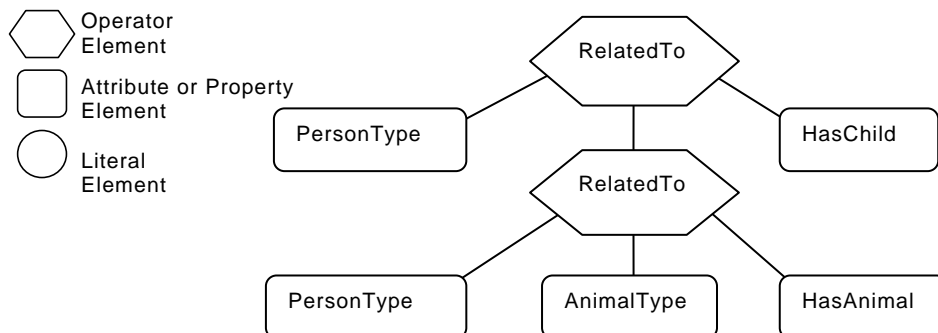 Operator
Element
Attribute or Property
Element
Literal
Element
RelatedTo
PersonType
HasChild
RelatedTo
PersonType
AnimalType
HasAnimal